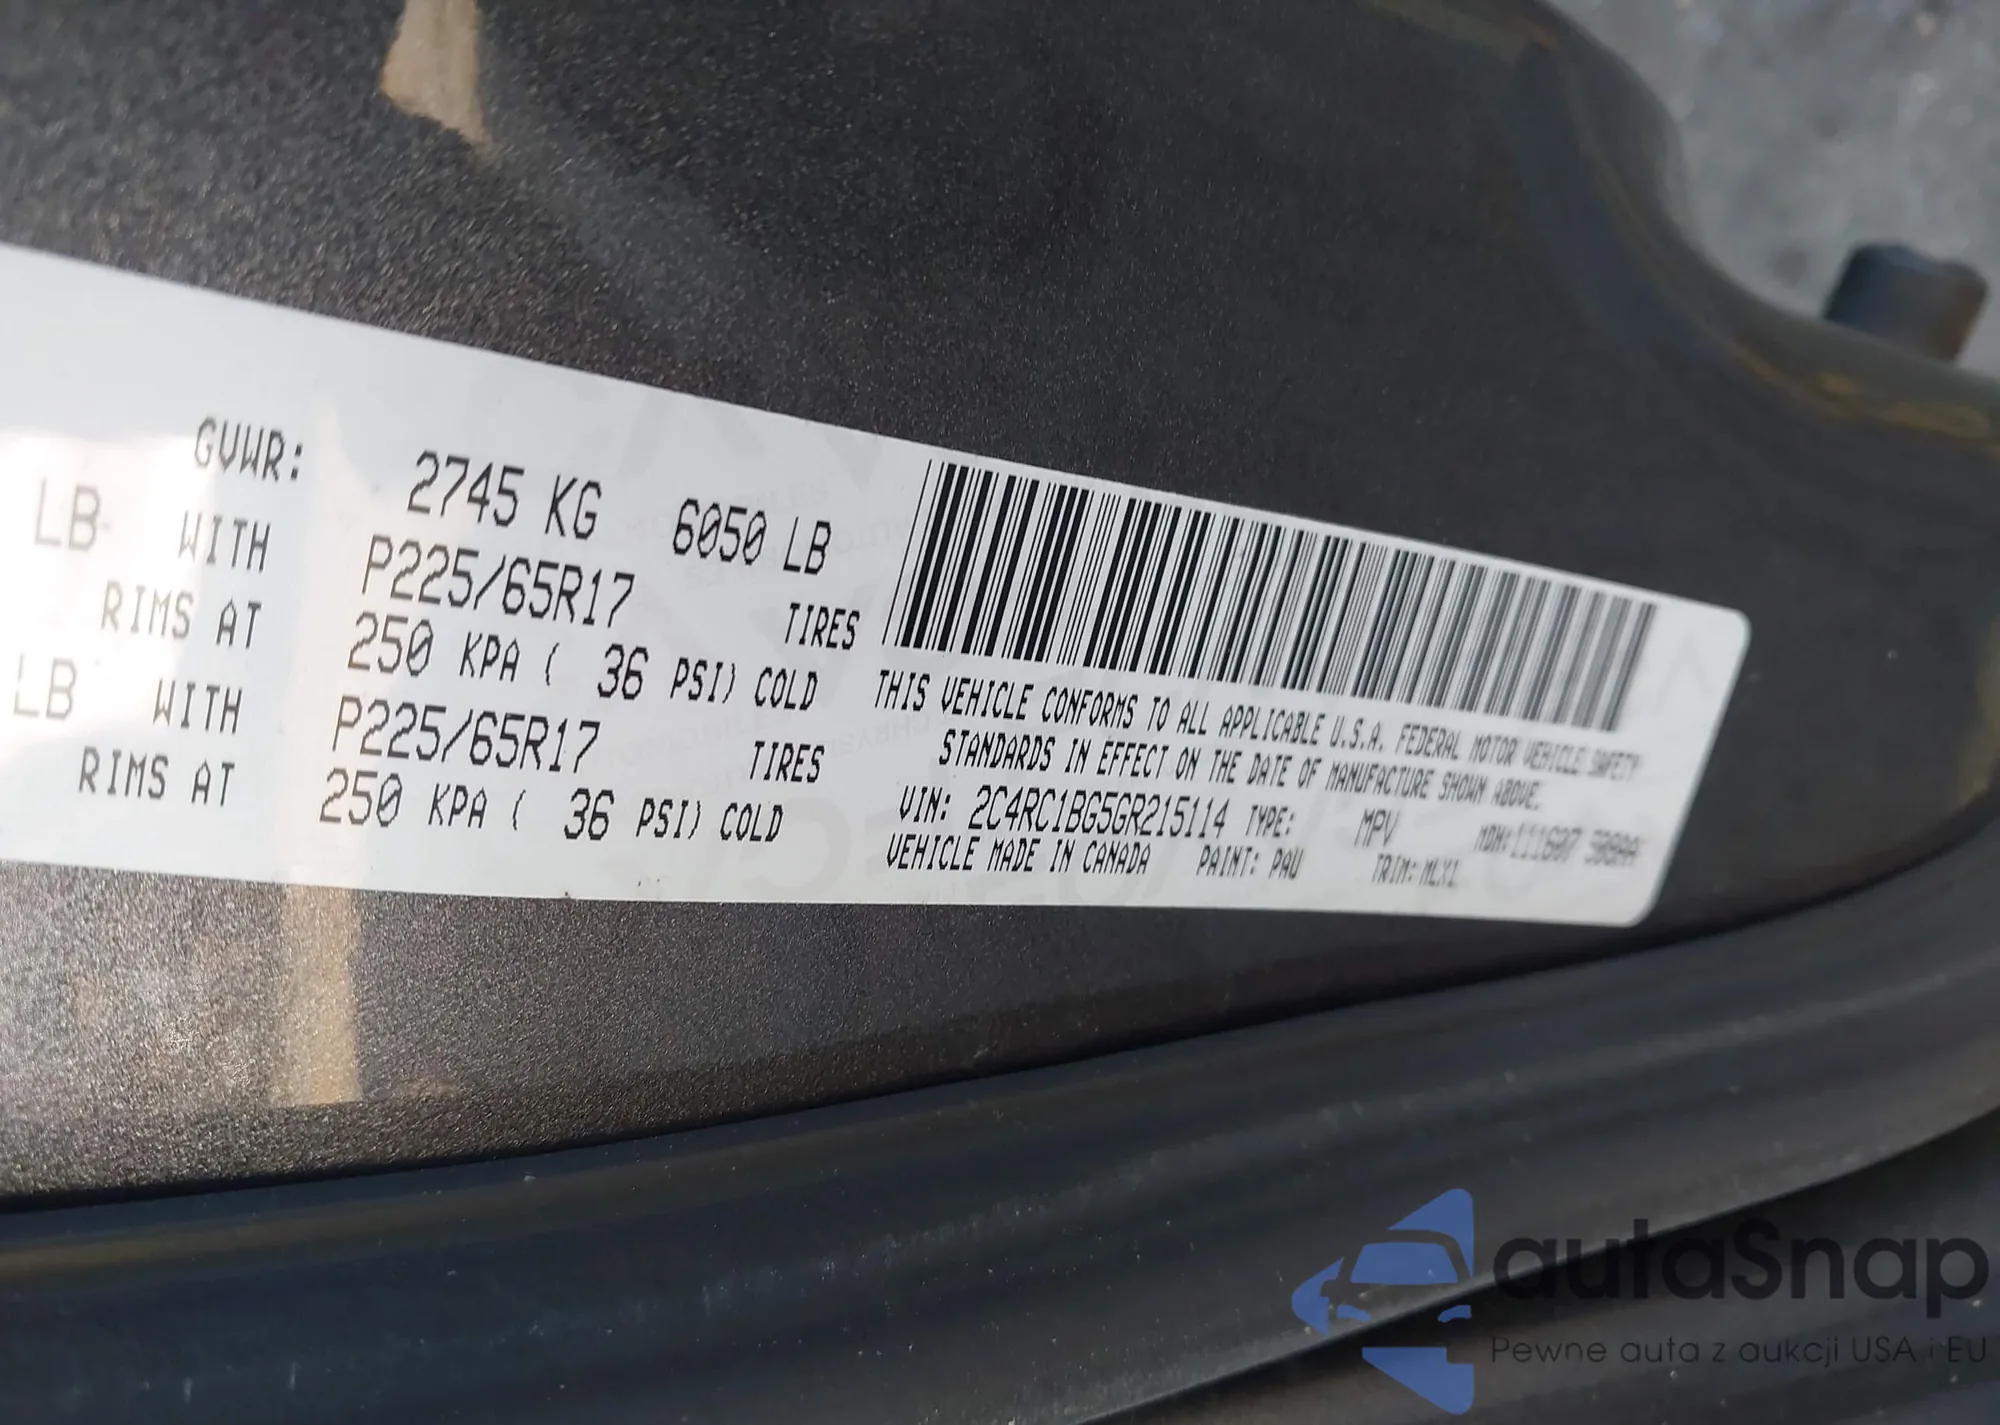 GVWR: 2745 KG 6050 LB
LB WITH P225/65R17 TIRES
RIMS AT 250 KPA ( 36 PSI) COLD
LB WITH P225/65R17 TIRES
RIMS AT 250 KPA ( 36 PSI) COLD
THIS VEHICLE CONFORMS TO ALL APPLICABLE U.S.A. FEDERAL MOTOR VEHICLE SAFETY
STANDARDS IN EFFECT ON THE DATE OF MANUFACTURE SHOWN ABOVE.
VIN: 2C4RC1BG5GR215114 TYPE: MPV MDH:111607
VEHICLE MADE IN CANADA PAINT: PAU TRIM:
autaSnap
Pewne auta z aukcji USA i EU